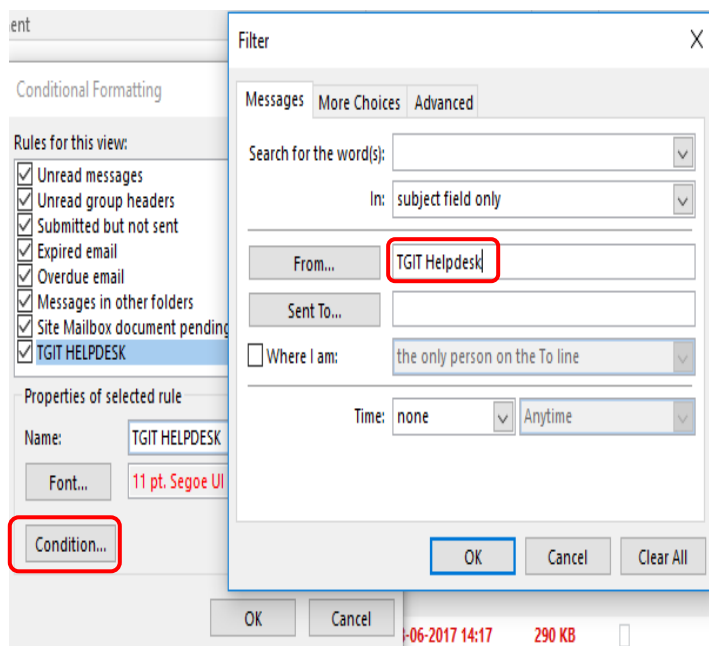 ent
Conditional Formatting
Rules for this view:
Unread messages
Unread group headers
Submitted but not sent
Expired email
Overdue email
Messages in other folders
Site Mailbox document pending
TGIT HELPDESK
Properties of selected rule
Name: TGIT HELPDESK
Font... 11 pt. Segoe UI
Condition...
OK Cancel
Filter
Messages More Choices Advanced
Search for the word(s):
In: subject field only
From... TGIT Helpdesk
Sent To...
Where I am: the only person on the To line
Time: none Anytime
OK Cancel Clear All
-06-2017 14:17 290 KB